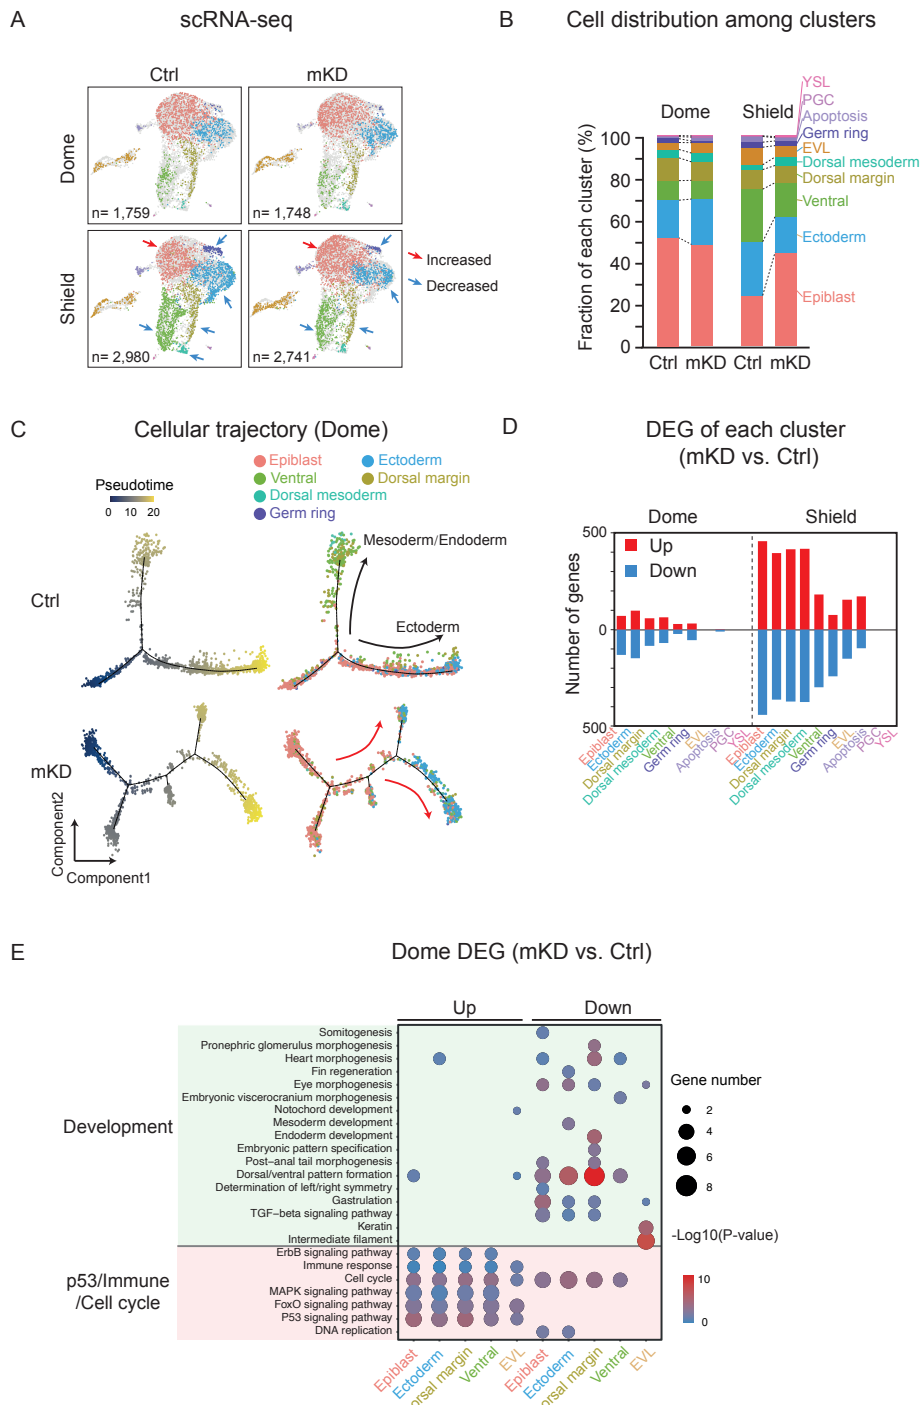 A
scRNA-seq
Ctrl
mKD
Dome
n= 1,759
n= 1,748
Shield
n= 2,980
n= 2,741
Increased
Decreased
B
Cell distribution among clusters
Dome
Shield
Fraction of each cluster (%)
100
80
60
40
20
0
Ctrl
mKD
Ctrl
mKD
YSL
PGC
Apoptosis
Germ ring
EVL
Dorsal mesoderm
Dorsal margin
Ventral
Ectoderm
Epiblast
C
Cellular trajectory (Dome)
Epiblast
Ectoderm
Ventral
Dorsal margin
Dorsal mesoderm
Germ ring
Pseudotime
0 10 20
Ctrl
Mesoderm/Endoderm
Ectoderm
mKD
Component2
Component1
D
DEG of each cluster
(mKD vs. Ctrl)
Dome
Shield
Up
Down
Number of genes
500
0
500
Epiblast
Ectoderm
Dorsal margin
Dorsal mesoderm
Ventral
Germ ring
EVL
Apoptosis
PGC
YSL
Epiblast
Ectoderm
Dorsal margin
Dorsal mesoderm
Ventral
Germ ring
EVL
Apoptosis
PGC
YSL
E
Dome DEG (mKD vs. Ctrl)
Up
Down
Development
Somitogenesis
Pronephric glomerulus morphogenesis
Heart morphogenesis
Fin regeneration
Eye morphogenesis
Embryonic viscerocranium morphogenesis
Notochord development
Mesoderm development
Endoderm development
Embryonic pattern specification
Post−anal tail morphogenesis
Dorsal/ventral pattern formation
Determination of left/right symmetry
Gastrulation
TGF−beta signaling pathway
Keratin
Intermediate filament
p53/Immune
/Cell cycle
ErbB signaling pathway
Immune response
Cell cycle
MAPK signaling pathway
FoxO signaling pathway
P53 signaling pathway
DNA replication
Epiblast
Ectoderm
orsal margin
Ventral
EVL
Epiblast
Ectoderm
orsal margin
Ventral
EVL
Gene number
2
4
6
8
-Log10(P-value)
10
0